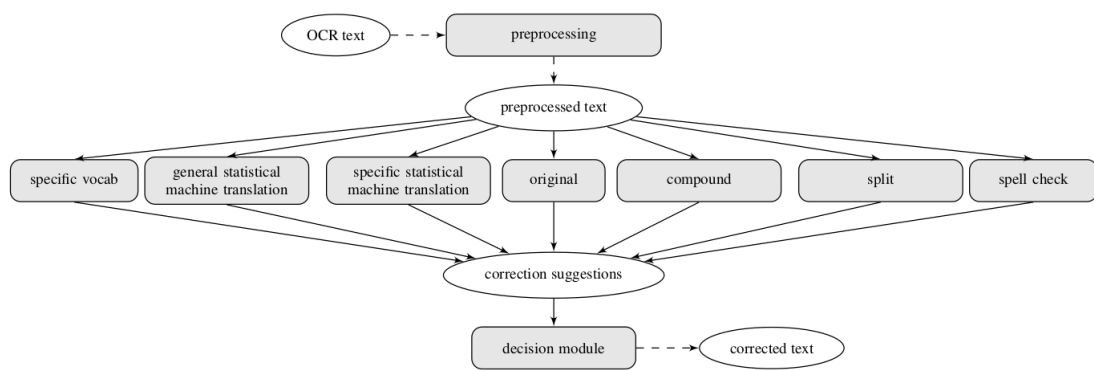 OCR text
preprocessing
preprocessed text
specific vocab
general statistical
machine translation
specific statistical
machine translation
original
compound
split
spell check
correction suggestions
decision module
corrected text